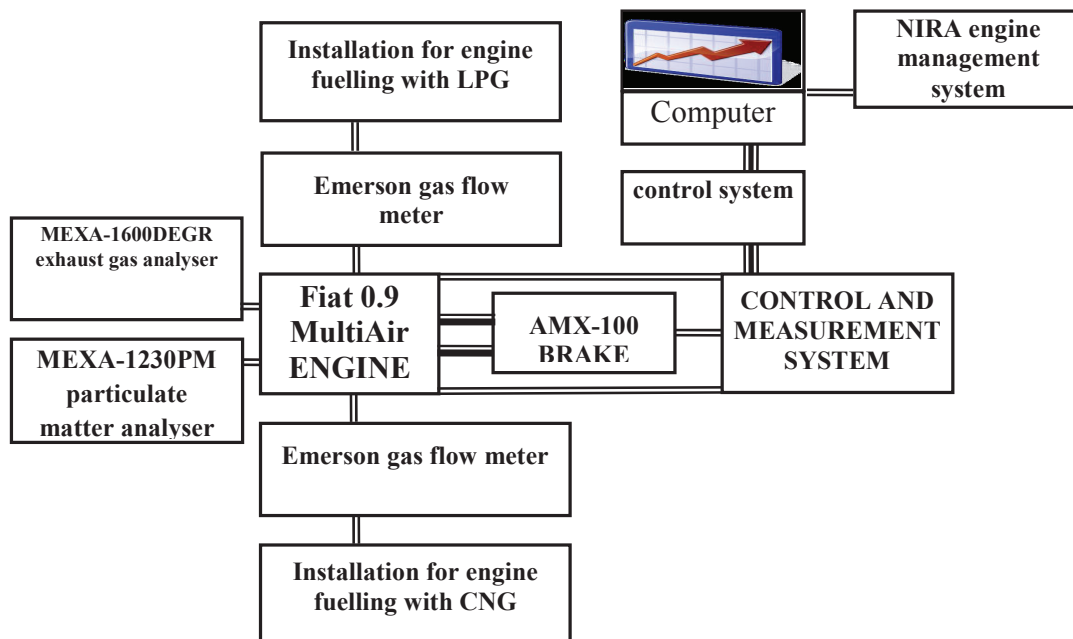 Installation for engine
fuelling with LPG
Computer
NIRA engine
management
system
Emerson gas flow
meter
control system
MEXA-1600DEGR
exhaust gas analyser
Fiat 0.9
MultiAir
ENGINE
AMX-100
BRAKE
CONTROL AND
MEASUREMENT
SYSTEM
MEXA-1230PM
particulate
matter analyser
Emerson gas flow meter
Installation for engine
fuelling with CNG